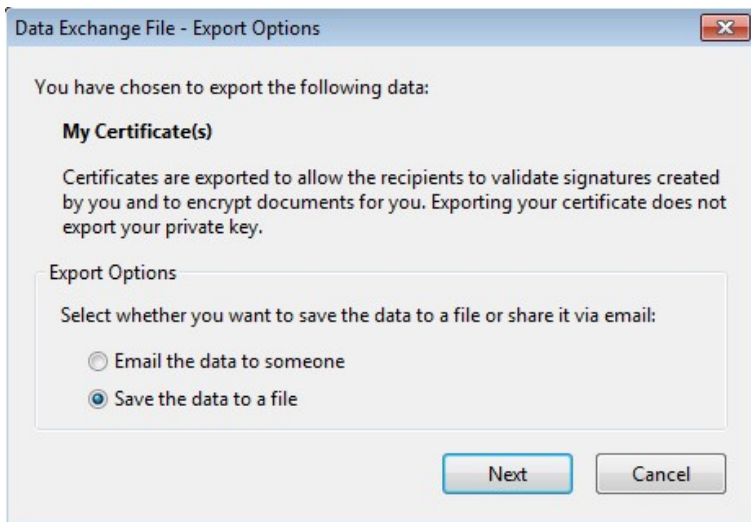 Data Exchange File - Export Options
You have chosen to export the following data:
My Certificate(s)
Certificates are exported to allow the recipients to validate signatures created
by you and to encrypt documents for you. Exporting your certificate does not
export your private key.
Export Options
Select whether you want to save the data to a file or share it via email:
Email the data to someone
Save the data to a file
Next Cancel